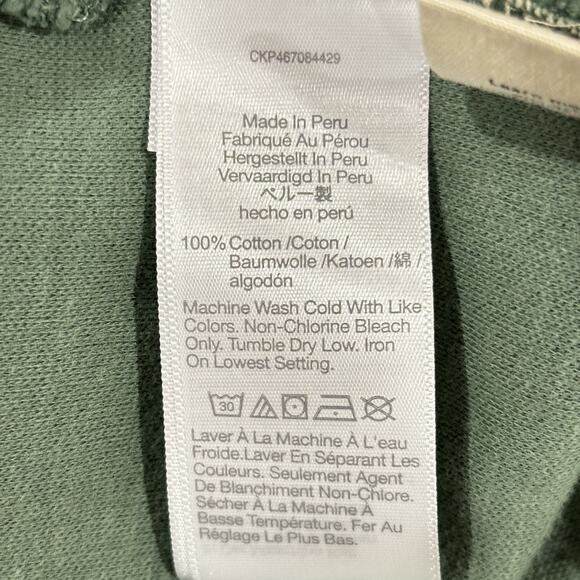 CKP467084429
Made In Peru
Fabriqué Au Pérou
Hergestellt In Peru
Vervaardigd In Peru
ペルー製
hecho en perú
100% Cotton /Coton /
Baumwolle /Katoen /綿 /
algodón
Machine Wash Cold With Like
Colors. Non-Chlorine Bleach
Only. Tumble Dry Low. Iron
On Lowest Setting.
30
Laver À La Machine À L'eau
Froide.Laver En Séparant Les
Couleurs. Seulement Agent
De Blanchiment Non-Chlore.
Sécher À La Machine À
Basse Température. Fer Au
Réglage Le Plus Bas.
Learn